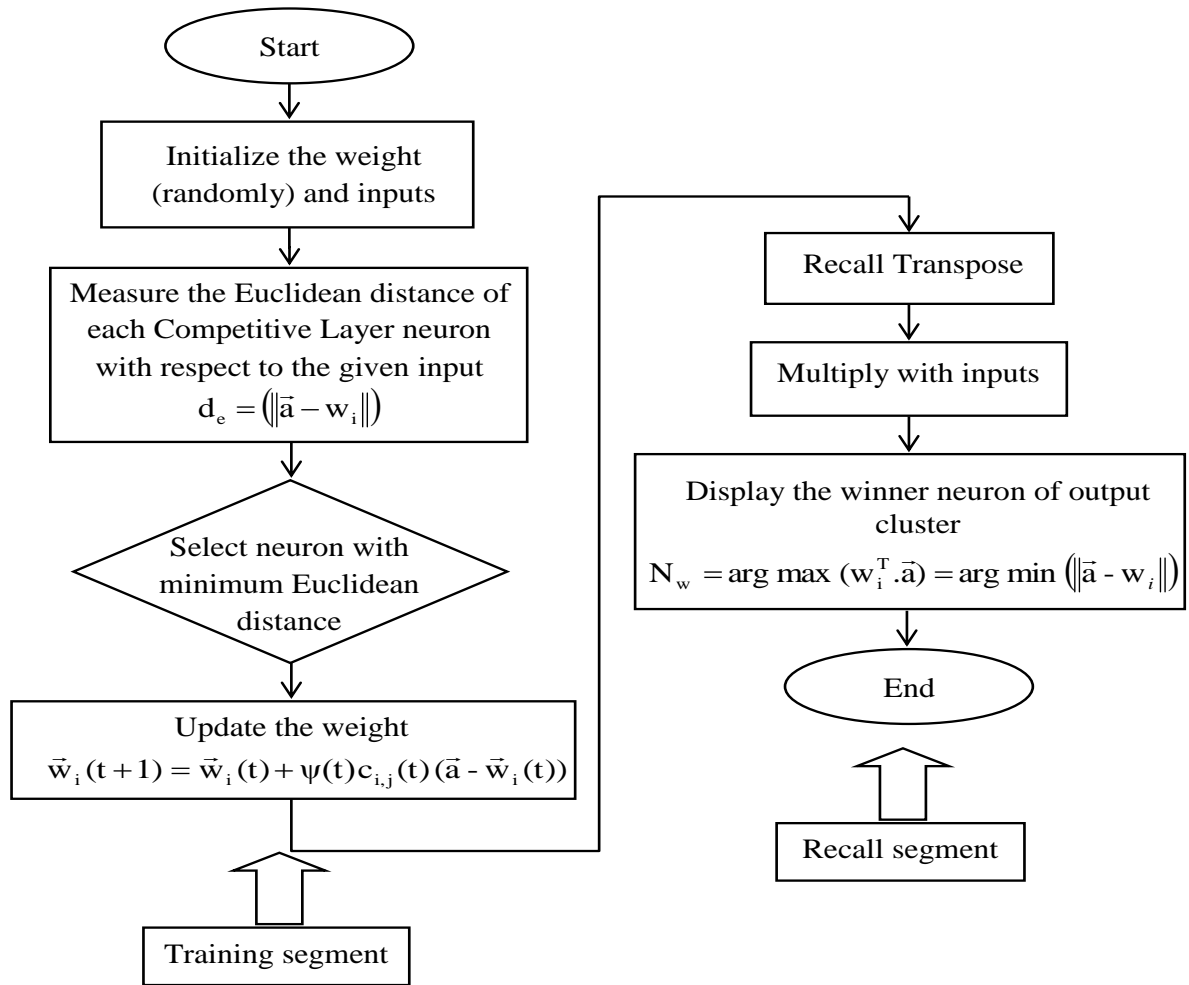 Start
Initialize the weight
(randomly) and inputs
Measure the Euclidean distance of
each Competitive Layer neuron
with respect to the given input
d_e = (‖a⃗ − w_i‖)
Select neuron with
minimum Euclidean
distance
Update the weight
w⃗_i(t + 1) = w⃗_i(t) + ψ(t)c_{i,j}(t)(a⃗ - w⃗_i(t))
Training segment
Recall Transpose
Multiply with inputs
Display the winner neuron of output
cluster
N_w = arg max (w_i^T.a⃗) = arg min (‖a⃗ - w_i‖)
End
Recall segment